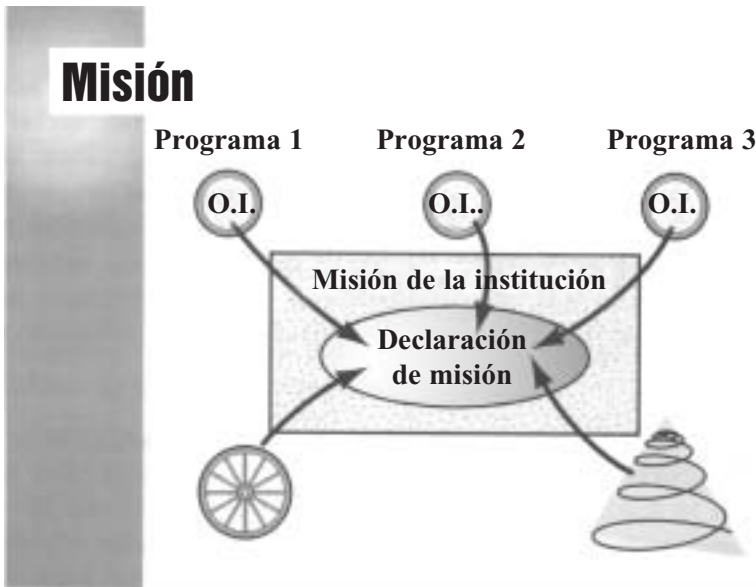 Misión
Programa 1 Programa 2 Programa 3
O.I. O.I.. O.I.
Misión de la institución
Declaración
de misión